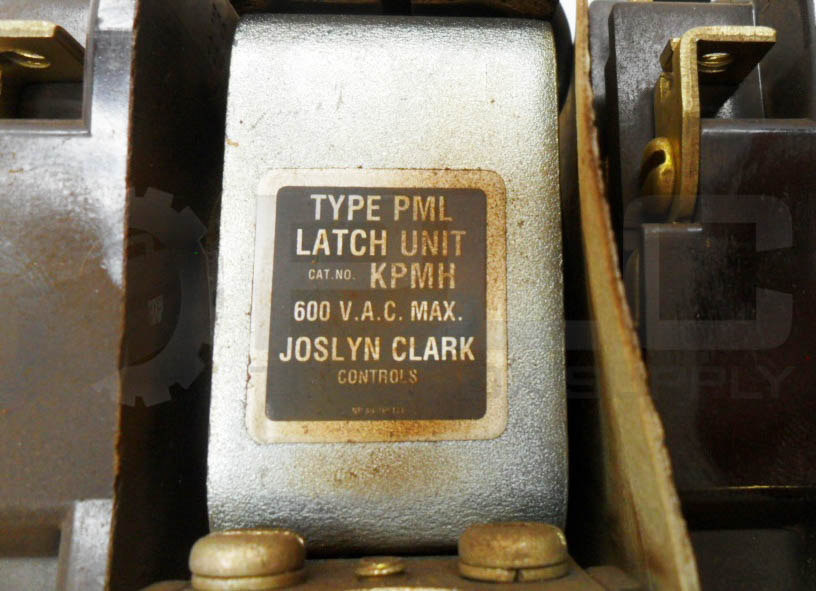 TYPE PML
LATCH UNIT
CAT.NO. KPMH
600 V.A.C. MAX.
JOSLYN CLARK
CONTROLS